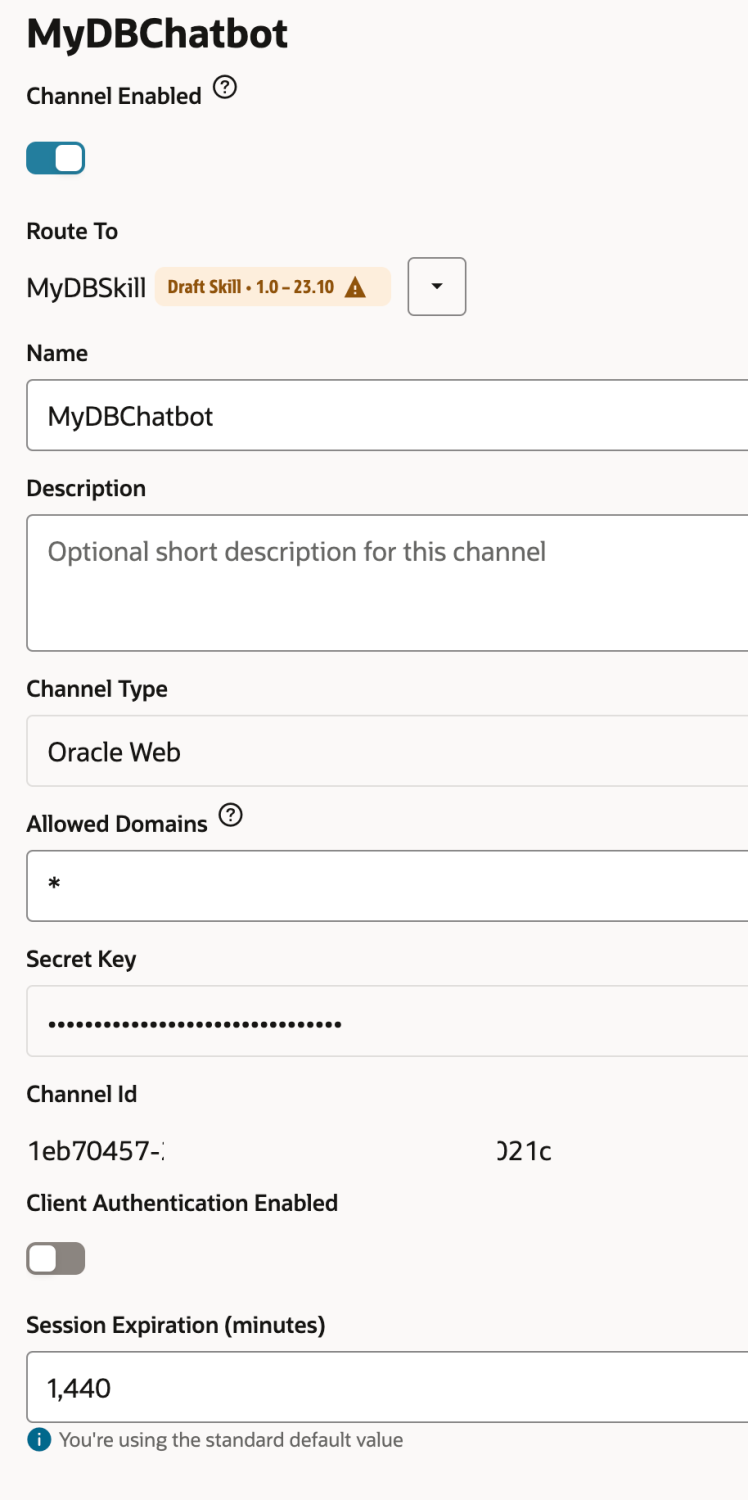 MyDBChatbot
Channel Enabled ?
Route To
MyDBSkill Draft Skill • 1.0 – 23.10
Name
MyDBChatbot
Description
Optional short description for this channel
Channel Type
Oracle Web
Allowed Domains ?
*
Secret Key
••••••••••••••••••••••••••••••••
Channel Id
1eb70457- 021c
Client Authentication Enabled
Session Expiration (minutes)
1,440
i You're using the standard default value